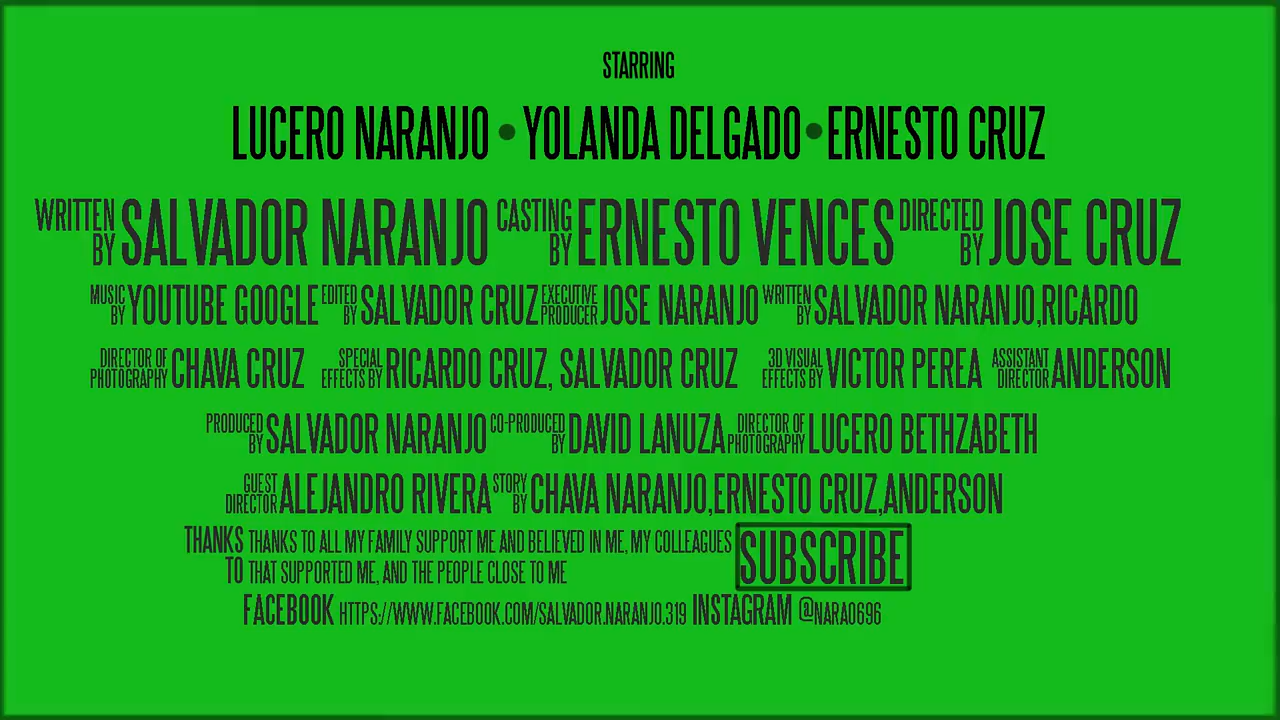 STARRING
LUCERO NARANJO • YOLANDA DELGADO • ERNESTO CRUZ
WRITTEN BY SALVADOR NARANJO CASTING BY ERNESTO VENCES DIRECTED BY JOSE CRUZ
MUSIC BY YOUTUBE GOOGLE EDITED BY SALVADOR CRUZ EXECUTIVE PRODUCER JOSE NARANJO WRITTEN BY SALVADOR NARANJO,RICARDO
DIRECTOR OF PHOTOGRAPHY CHAVA CRUZ SPECIAL EFFECTS BY RICARDO CRUZ, SALVADOR CRUZ 3D VISUAL EFFECTS BY VICTOR PEREA ASSISTANT DIRECTOR ANDERSON
PRODUCED BY SALVADOR NARANJO CO-PRODUCED BY DAVID LANUZA DIRECTOR OF PHOTOGRAPHY LUCERO BETHZABETH
GUEST DIRECTOR ALEJANDRO RIVERA STORY BY CHAVA NARANJO,ERNESTO CRUZ,ANDERSON
THANKS TO THANKS TO ALL MY FAMILY SUPPORT ME AND BELIEVED IN ME, MY COLLEAGUES
THAT SUPPORTED ME, AND THE PEOPLE CLOSE TO ME
SUBSCRIBE
FACEBOOK HTTPS://WWW.FACEBOOK.COM/SALVADOR.NARANJO.319 INSTAGRAM @NARA0696